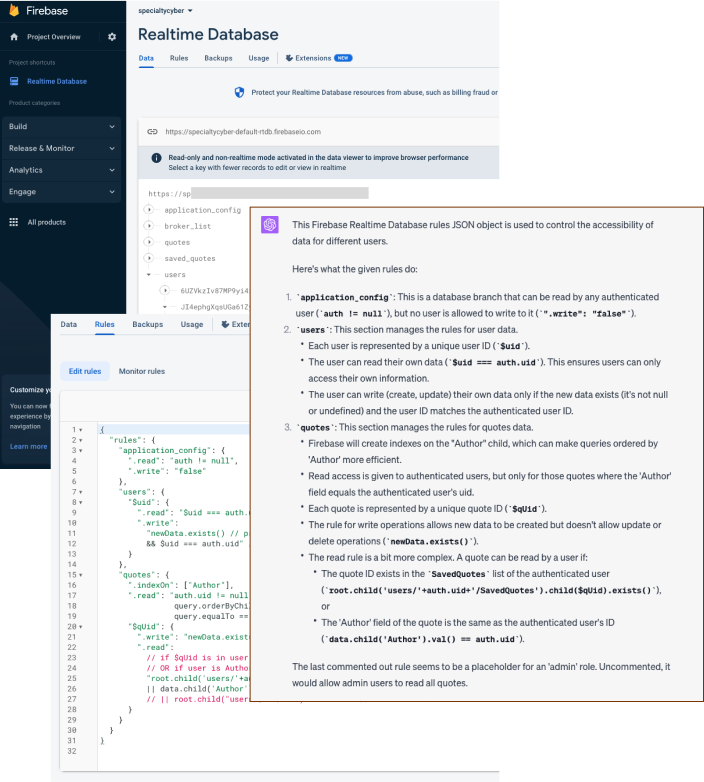 Firebase
Project Overview
Project shortcuts
Realtime Database
Product categories
Build
Release & Monitor
Analytics
Engage
All products
Customize yo
You can now f
experience by
navigation
Learn more
specialtycyber
Realtime Database
Data Rules Backups Usage Extensions NEW
Protect your Realtime Database resources from abuse, such as billing fraud or
https://specialtycyber-default-rtdb.firebaseio.com
Read-only and non-realtime mode activated in the data viewer to improve browser performance
Select a key with fewer records to edit or view in realtime
https://sp
application_config
broker_list
quotes
saved_quotes
users
6UZVkzIv87MP9yi4
JI4ephgXqsUGa61Z
Data Rules Backups Usage Exter
Edit rules Monitor rules
1 {
2 "rules": {
3 "application_config": {
4 ".read": "auth != null",
5 ".write": "false"
6 },
7 "users": {
8 "$uid": {
9 ".read": "$uid === auth.
10 ".write":
11 "newData.exists() // p
12 && $uid === auth.uid"
13 }
14 },
15 "quotes": {
16 ".indexOn": ["Author"],
17 ".read": "auth.uid != null
18 query.orderByChi
19 query.equalTo ==
20 "$qUid": {
21 ".write": "newData.exist
22 ".read":
23 // if $qUid is in user
24 // OR if user is Autho
25 "root.child('users/'+au
26 || data.child('Author'
27 // || root.child("user
28 }
29 }
30 }
31 }
32
This Firebase Realtime Database rules JSON object is used to control the accessibility of
data for different users.
Here's what the given rules do:
1. `application_config`: This is a database branch that can be read by any authenticated
user (`auth != null`), but no user is allowed to write to it (`".write": "false"`).
2. `users`: This section manages the rules for user data.
• Each user is represented by a unique user ID (`$uid`).
• The user can read their own data (`$uid === auth.uid`). This ensures users can only
access their own information.
• The user can write (create, update) their own data only if the new data exists (it's not null
or undefined) and the user ID matches the authenticated user ID.
3. `quotes`: This section manages the rules for quotes data.
• Firebase will create indexes on the "Author" child, which can make queries ordered by
'Author' more efficient.
• Read access is given to authenticated users, but only for those quotes where the 'Author'
field equals the authenticated user's uid.
• Each quote is represented by a unique quote ID (`$qUid`).
• The rule for write operations allows new data to be created but doesn't allow update or
delete operations (`newData.exists()`).
• The read rule is a bit more complex. A quote can be read by a user if:
• The quote ID exists in the `SavedQuotes` list of the authenticated user
(`root.child('users/'+auth.uid+'/SavedQuotes').child($qUid).exists()`),
or
• The 'Author' field of the quote is the same as the authenticated user's ID
(`data.child('Author').val() == auth.uid`).
The last commented out rule seems to be a placeholder for an 'admin' role. Uncommented, it
would allow admin users to read all quotes.